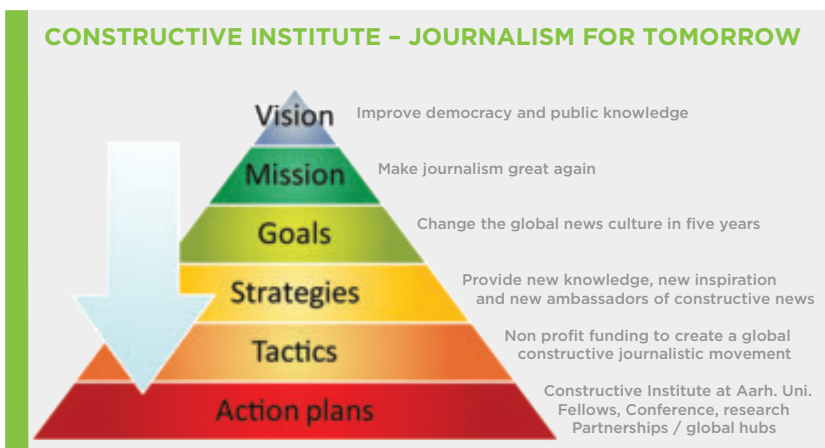 CONSTRUCTIVE INSTITUTE – JOURNALISM FOR TOMORROW
Vision
Improve democracy and public knowledge
Mission
Make journalism great again
Goals
Change the global news culture in five years
Strategies
Provide new knowledge, new inspiration
and new ambassadors of constructive news
Tactics
Non profit funding to create a global
constructive journalistic movement
Action plans
Constructive Institute at Aarh. Uni.
Fellows, Conference, research
Partnerships / global hubs